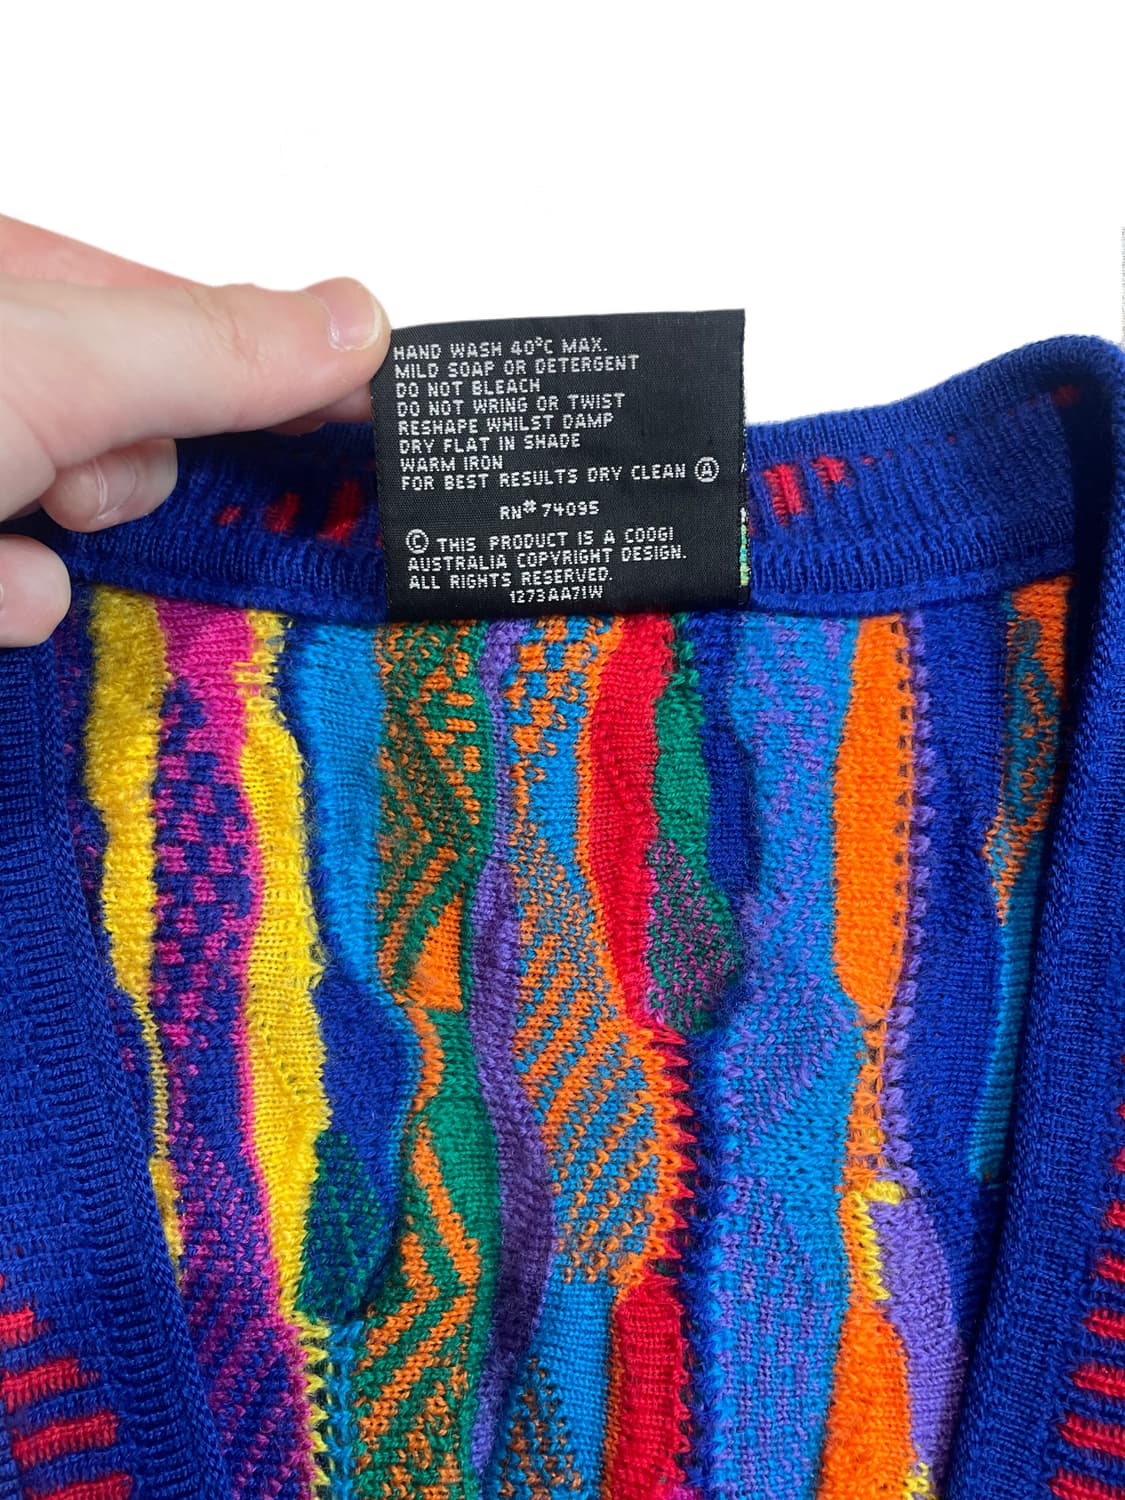 HAND WASH 40°C MAX.
MILD SOAP OR DETERGENT
DO NOT BLEACH
DO NOT WRING OR TWIST
RESHAPE WHILST DAMP
DRY FLAT IN SHADE
WARM IRON
FOR BEST RESULTS DRY CLEAN Ⓐ
RN# 74095
© THIS PRODUCT IS A COOGI
AUSTRALIA COPYRIGHT DESIGN.
ALL RIGHTS RESERVED.
1273AA71W